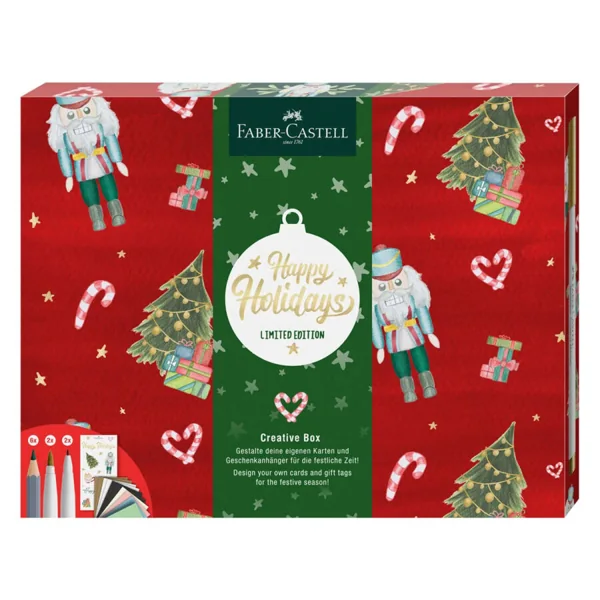 FABER-CASTELL
since 1761
Happy
Holidays
LIMITED EDITION
Creative Box
Gestalte deine eigenen Karten und
Geschenkanhänger für die festliche Zeit!
Design your own cards and gift tags
for the festive season!
6x 2x 2x